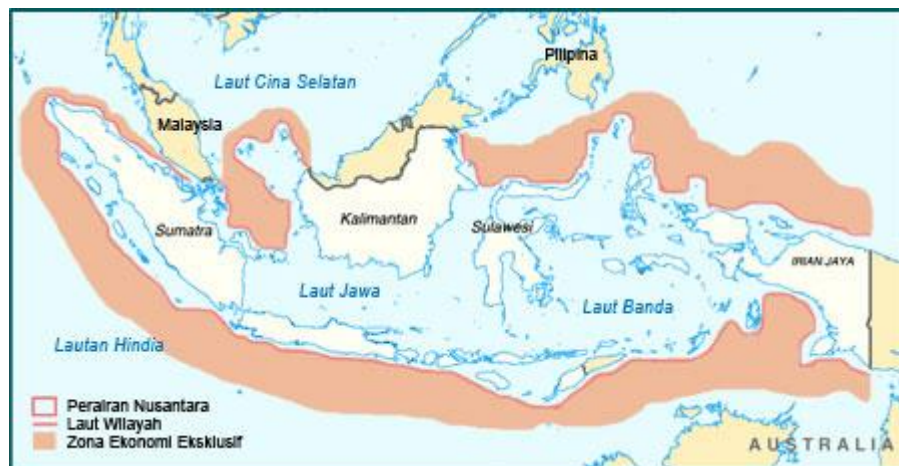 Pilipina
Laut Cina Selatan
Malaysia
Kalimantan
Sumatra
Sulawesi
IRIAN JAYA
Laut Jawa
Laut Banda
Lautan Hindia
Perairan Nusantara
Laut Wilayah
Zona Ekonomi Eksklusif
AUSTRALIA